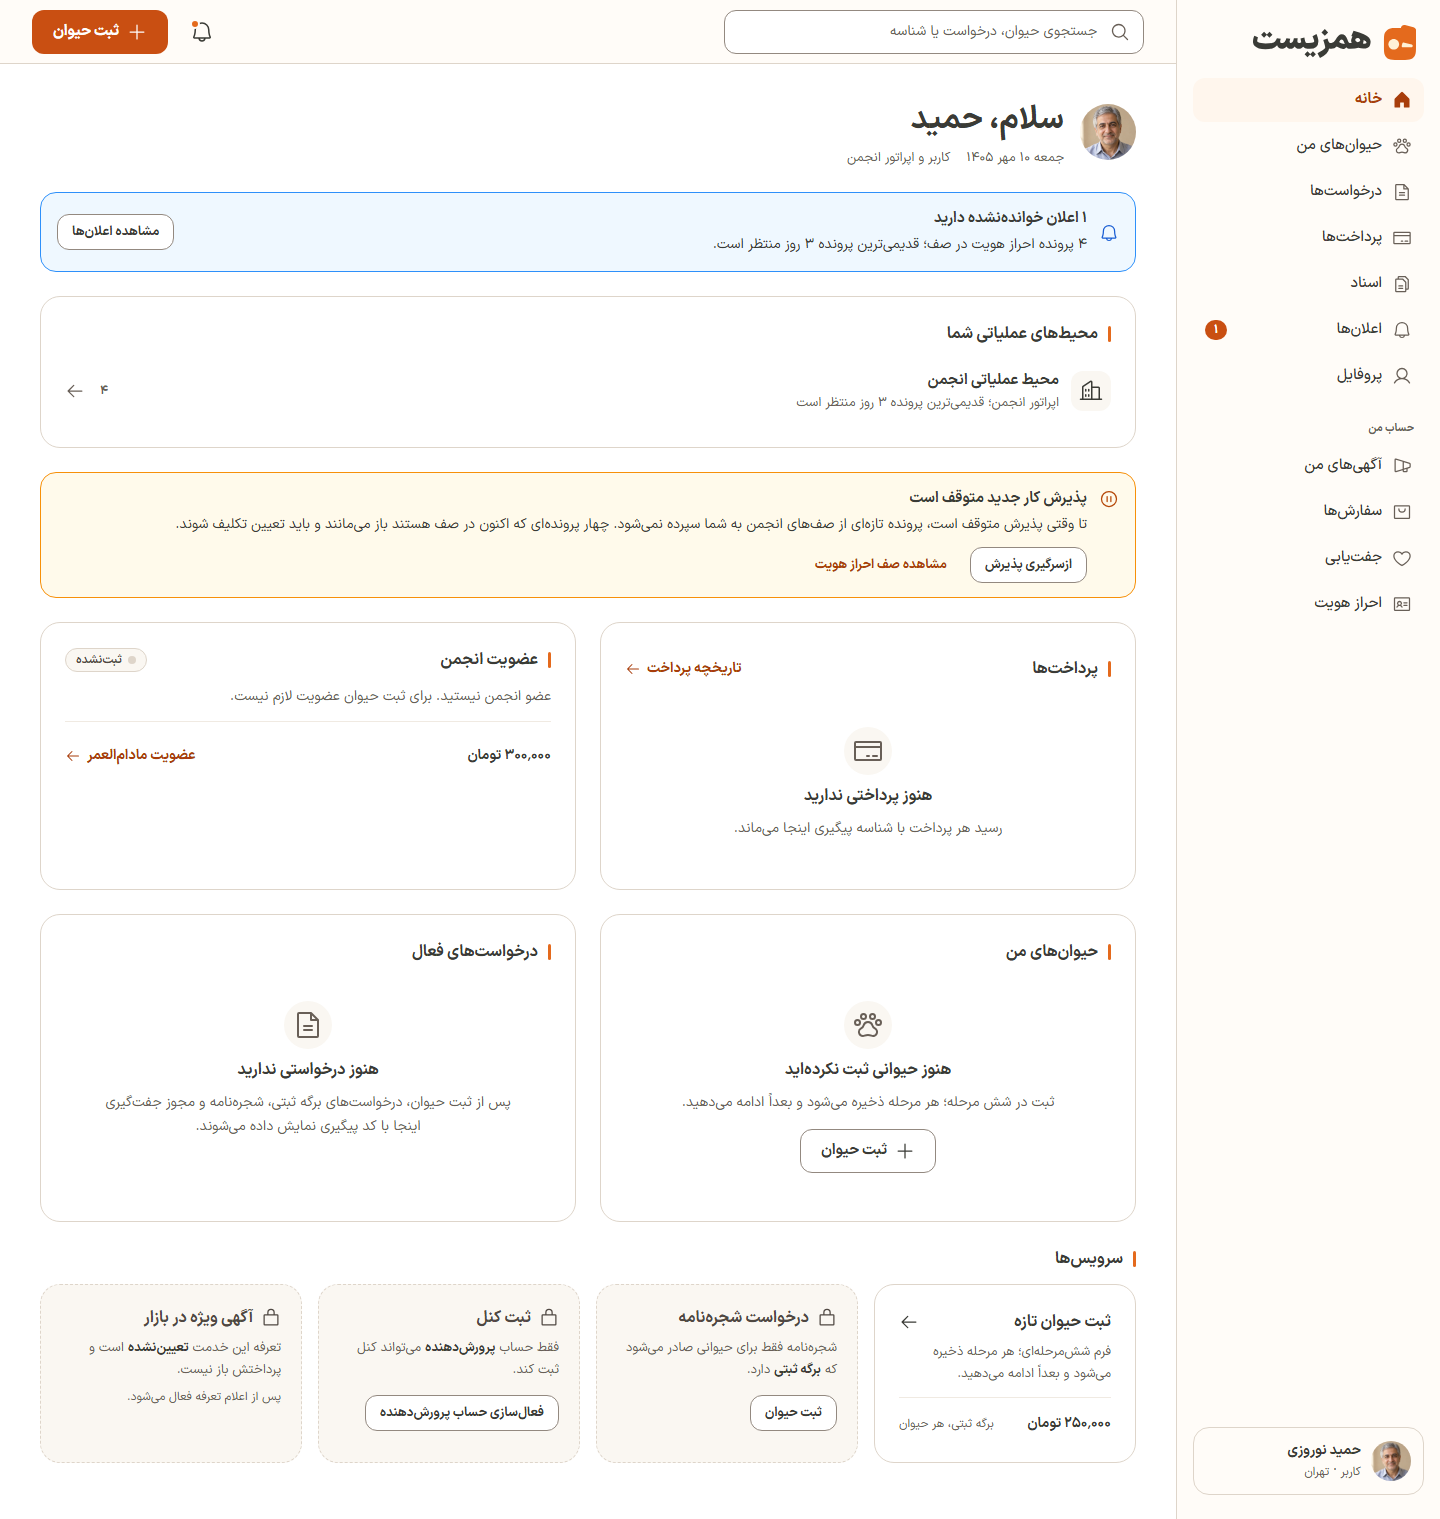 همزیست
خانه
حیوان‌های من
درخواست‌ها
پرداخت‌ها
اسناد
اعلان‌ها ۱
پروفایل
حساب من
آگهی‌های من
سفارش‌ها
جفت‌یابی
احراز هویت
حمید نوروزی
کاربر · تهران
جستجوی حیوان، درخواست یا شناسه
ثبت حیوان
سلام، حمید
جمعه ۱۰ مهر ۱۴۰۵ کاربر و اپراتور انجمن
۱ اعلان خوانده‌نشده دارید
۴ پرونده احراز هویت در صف؛ قدیمی‌ترین پرونده ۳ روز منتظر است.
مشاهده اعلان‌ها
محیط‌های عملیاتی شما
محیط عملیاتی انجمن
اپراتور انجمن؛ قدیمی‌ترین پرونده ۳ روز منتظر است
۴
پذیرش کار جدید متوقف است
تا وقتی پذیرش متوقف است، پرونده تازه‌ای از صف‌های انجمن به شما سپرده نمی‌شود. چهار پرونده‌ای که اکنون در صف هستند باز می‌مانند و باید تعیین تکلیف شوند.
ازسرگیری پذیرش
مشاهده صف احراز هویت
پرداخت‌ها
تاریخچه پرداخت
هنوز پرداختی ندارید
رسید هر پرداخت با شناسه پیگیری اینجا می‌ماند.
عضویت انجمن
ثبت‌نشده
عضو انجمن نیستید. برای ثبت حیوان عضویت لازم نیست.
۳۰۰٬۰۰۰ تومان
عضویت مادام‌العمر
حیوان‌های من
هنوز حیوانی ثبت نکرده‌اید
ثبت در شش مرحله؛ هر مرحله ذخیره می‌شود و بعداً ادامه می‌دهید.
ثبت حیوان
درخواست‌های فعال
هنوز درخواستی ندارید
پس از ثبت حیوان، درخواست‌های برگه ثبتی، شجره‌نامه و مجوز جفت‌گیری
اینجا با کد پیگیری نمایش داده می‌شوند.
سرویس‌ها
ثبت حیوان تازه
فرم شش‌مرحله‌ای؛ هر مرحله ذخیره
می‌شود و بعداً ادامه می‌دهید.
۲۵۰٬۰۰۰ تومان
برگه ثبتی، هر حیوان
درخواست شجره‌نامه
شجره‌نامه فقط برای حیوانی صادر می‌شود
که برگه ثبتی دارد.
ثبت حیوان
ثبت کنل
فقط حساب پرورش‌دهنده می‌تواند کنل
ثبت کند.
فعال‌سازی حساب پرورش‌دهنده
آگهی ویژه در بازار
تعرفه این خدمت تعیین‌نشده است و
پرداختش باز نیست.
پس از اعلام تعرفه فعال می‌شود.